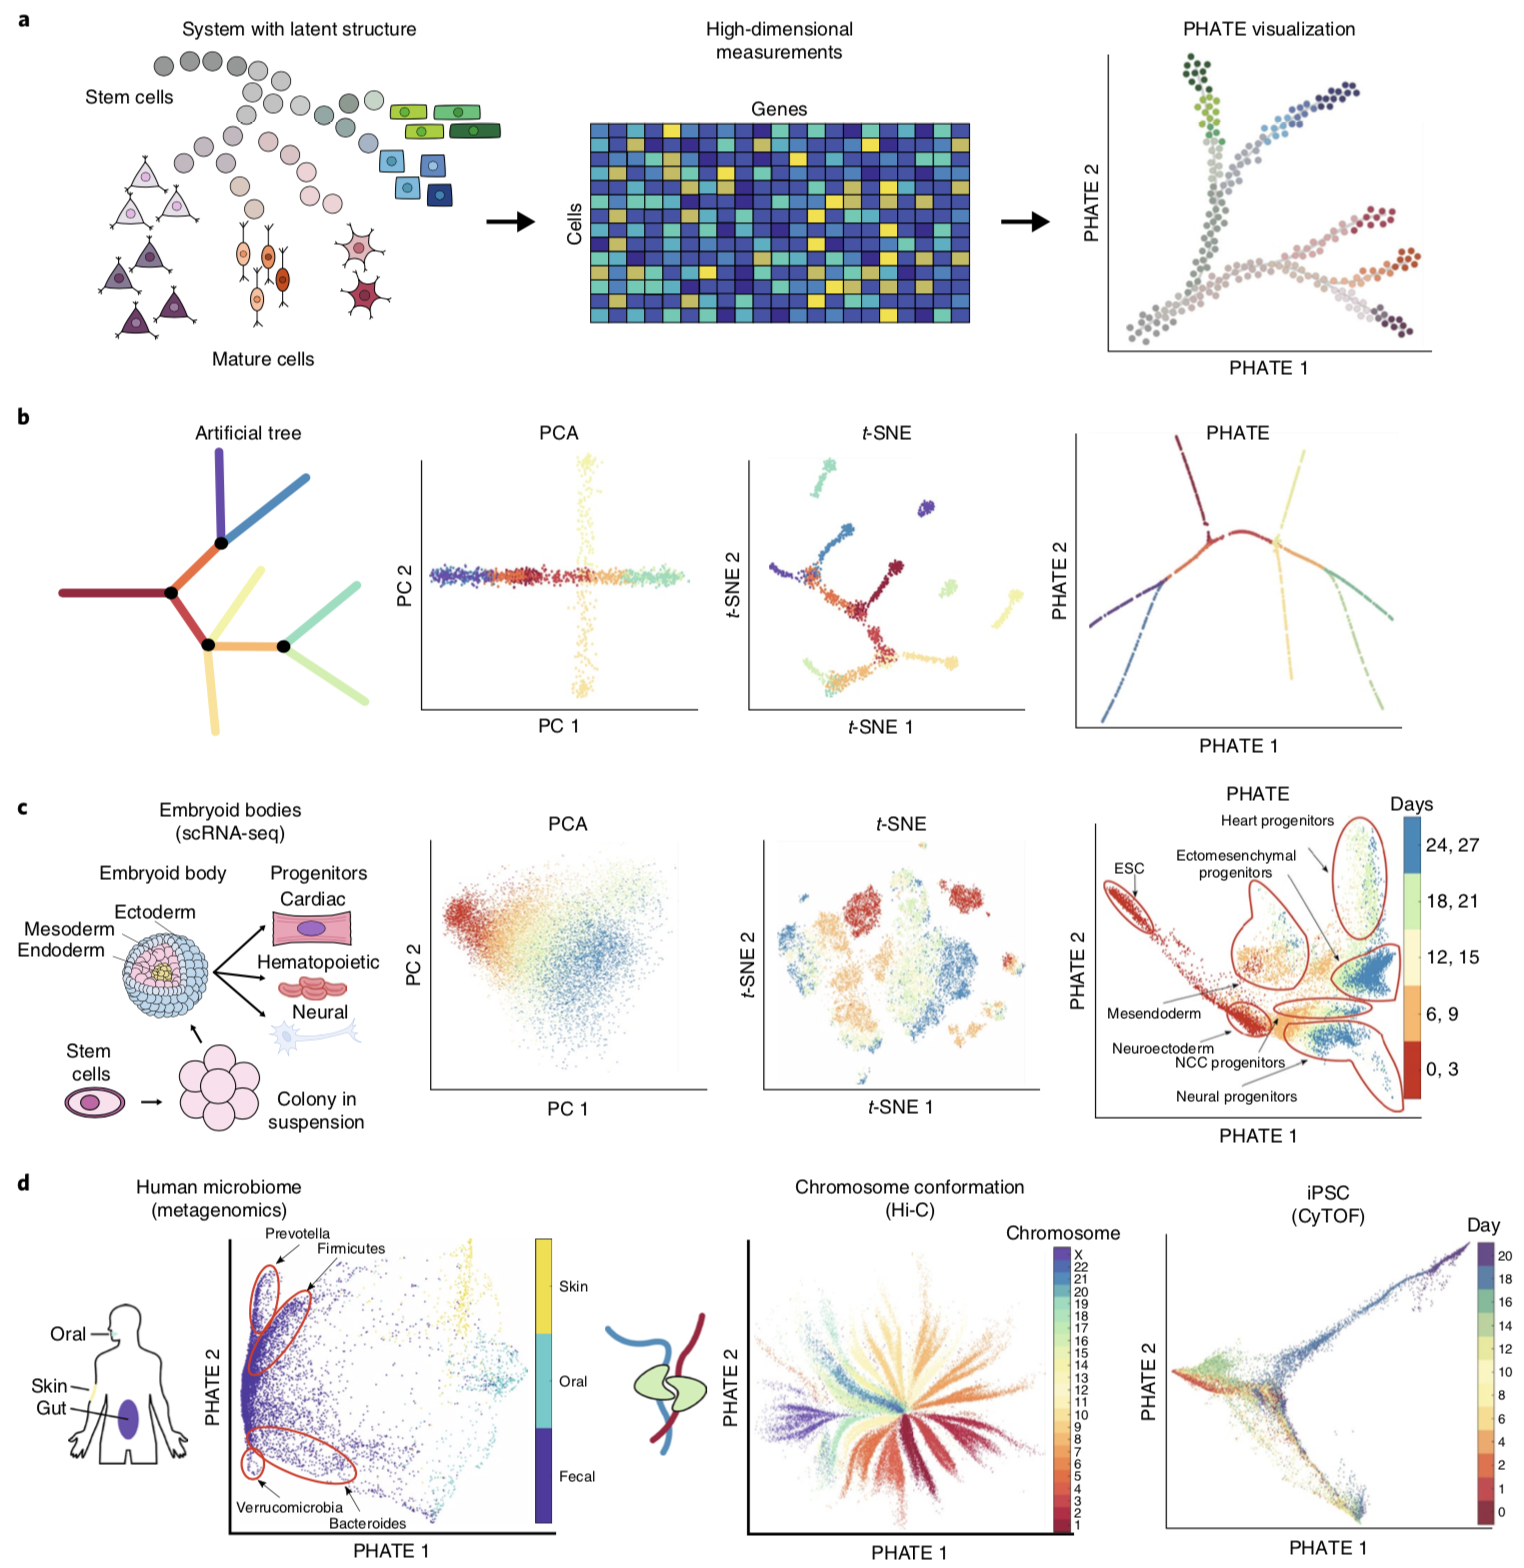 a
System with latent structure
Stem cells
Mature cells
High-dimensional
measurements
Genes
Cells
PHATE visualization
PHATE 2
PHATE 1
b
Artificial tree
PCA
PC 2
PC 1
t-SNE
t-SNE 2
t-SNE 1
PHATE
PHATE 2
PHATE 1
c
Embryoid bodies
(scRNA-seq)
Embryoid body
Progenitors
Cardiac
Ectoderm
Mesoderm
Endoderm
Hematopoietic
Neural
Stem
cells
Colony in
suspension
PCA
PC 2
PC 1
t-SNE
t-SNE 2
t-SNE 1
PHATE
Days
Heart progenitors
Ectomesenchymal
progenitors
ESC
Mesendoderm
Neuroectoderm
NCC progenitors
Neural progenitors
24, 27
18, 21
12, 15
6, 9
0, 3
PHATE 2
PHATE 1
d
Human microbiome
(metagenomics)
Oral
Skin
Gut
Prevotella
Firmicutes
Verrucomicrobia
Bacteroides
Skin
Oral
Fecal
PHATE 2
PHATE 1
Chromosome conformation
(Hi-C)
Chromosome
X
22
21
20
19
18
17
16
15
14
13
12
11
10
9
8
7
6
5
4
3
2
1
PHATE 2
PHATE 1
iPSC
(CyTOF)
Day
20
18
16
14
12
10
8
6
4
2
1
0
PHATE 2
PHATE 1